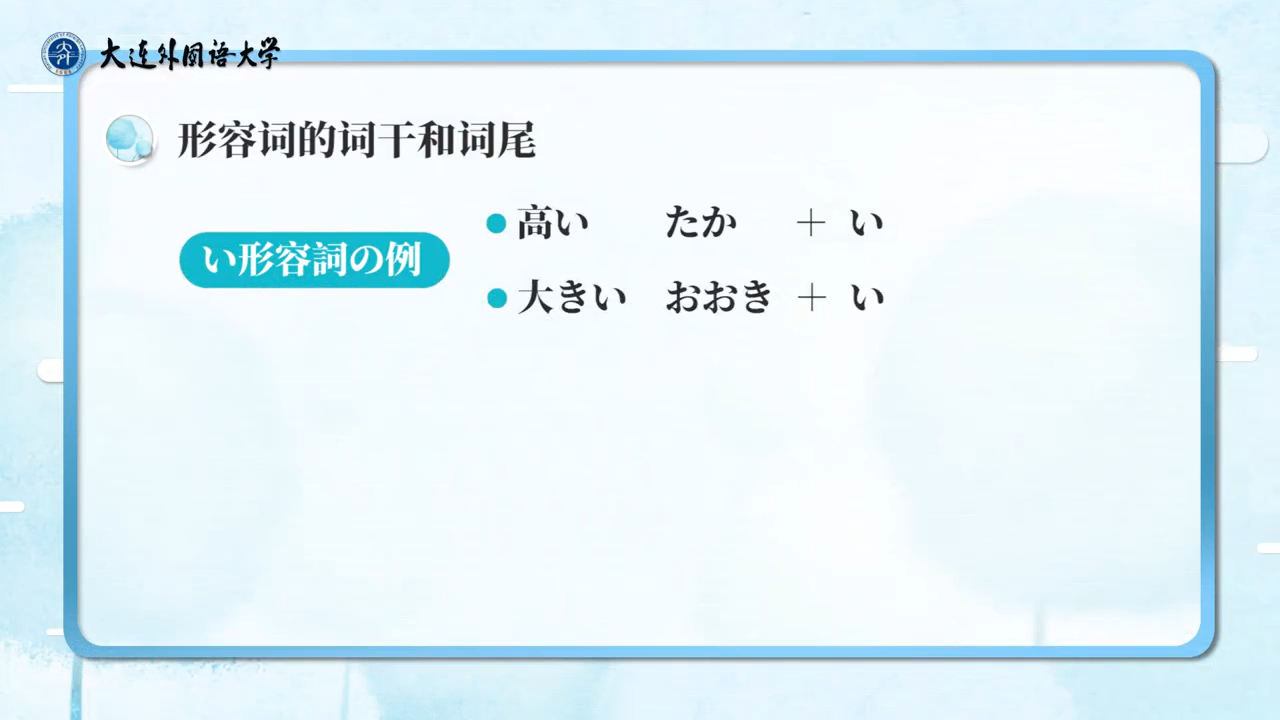 大连外国语大学
形容词的词干和词尾
い形容詞の例
高い たか ＋ い
大きい おおき ＋ い